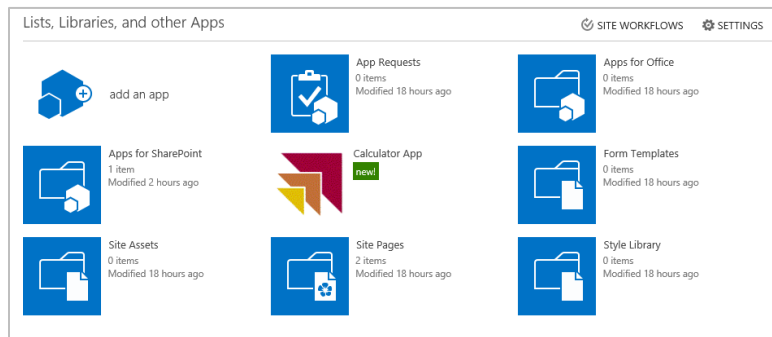 Lists, Libraries, and other Apps
SITE WORKFLOWS
SETTINGS
add an app
App Requests
0 items
Modified 18 hours ago
Apps for Office
0 items
Modified 18 hours ago
Apps for SharePoint
1 item
Modified 2 hours ago
Calculator App
new!
Form Templates
0 items
Modified 18 hours ago
Site Assets
0 items
Modified 18 hours ago
Site Pages
2 items
Modified 18 hours ago
Style Library
0 items
Modified 18 hours ago